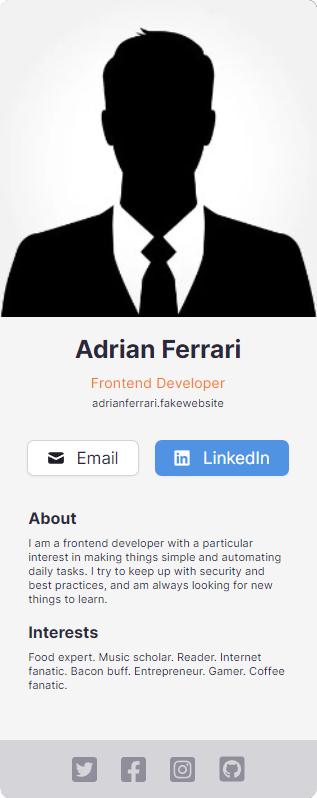 Adrian Ferrari
Frontend Developer
adrianferrari.fakewebsite
Email
in LinkedIn
About
I am a frontend developer with a particular
interest in making things simple and automating
daily tasks. I try to keep up with security and
best practices, and am always looking for new
things to learn.
Interests
Food expert. Music scholar. Reader. Internet
fanatic. Bacon buff. Entrepreneur. Gamer. Coffee
fanatic.